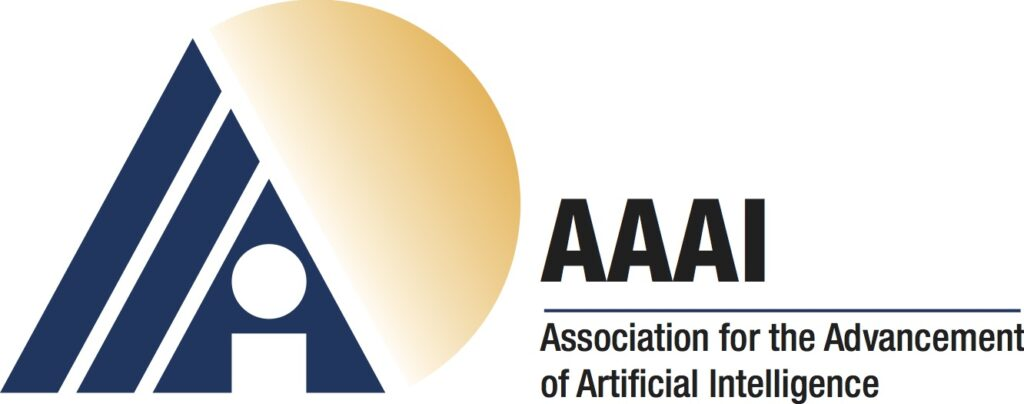 AAAI
Association for the Advancement
of Artificial Intelligence